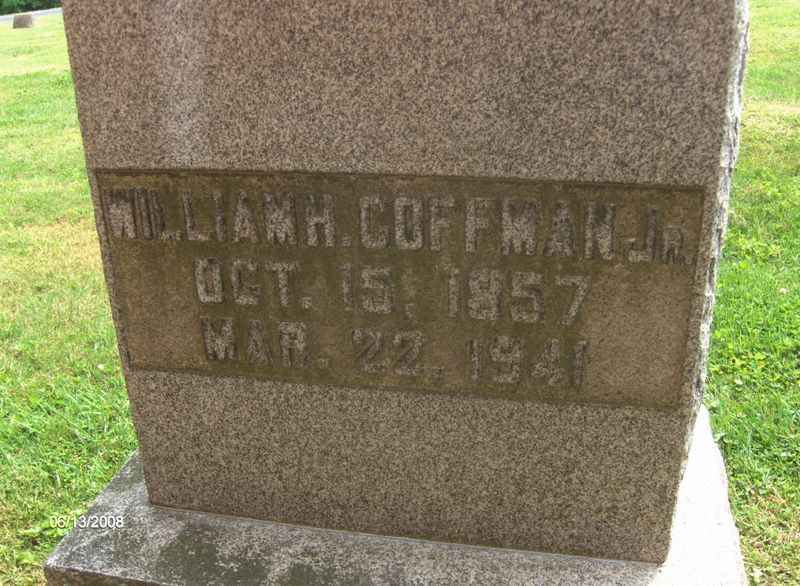 WILLIAM H. COFFMAN JR.
OCT. 15, 1857
MAR. 22, 1941
06/13/2008